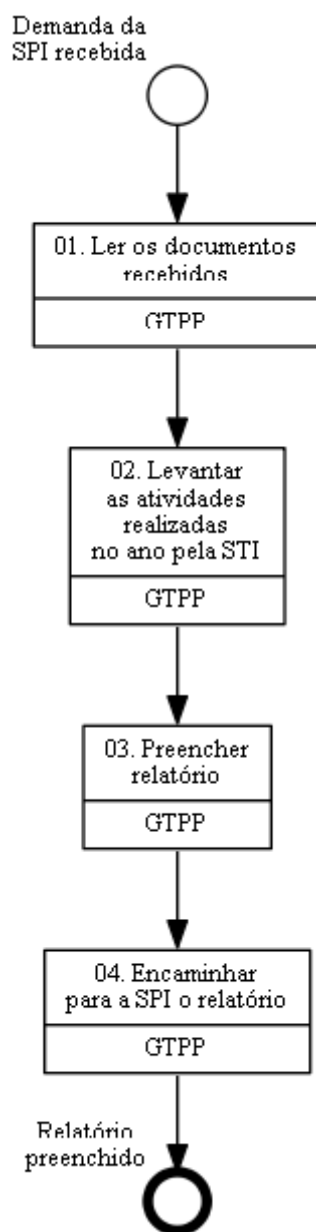 Demanda da
SPI recebida
01. Ler os documentos
recebidos
GTPP
02. Levantar
as atividades
realizadas
no ano pela STI
GTPP
03. Preencher
relatório
GTPP
04. Encaminhar
para a SPI o relatório
GTPP
Relatório
preenchido